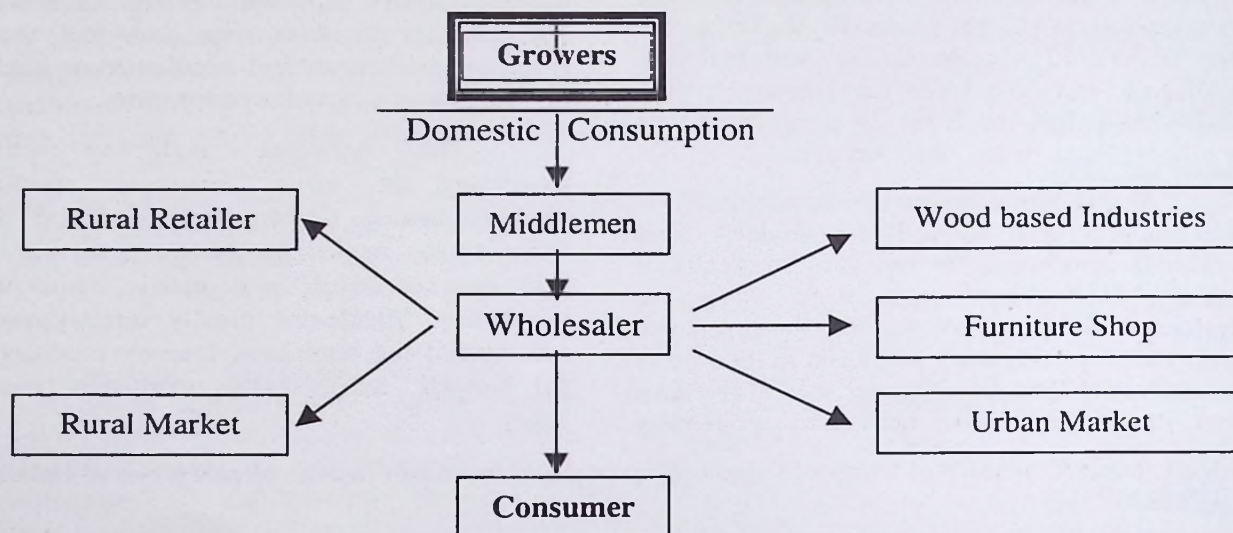 Growers
Domestic Consumption
Rural Retailer
Middlemen
Wood based Industries
Wholesaler
Furniture Shop
Rural Market
Urban Market
Consumer